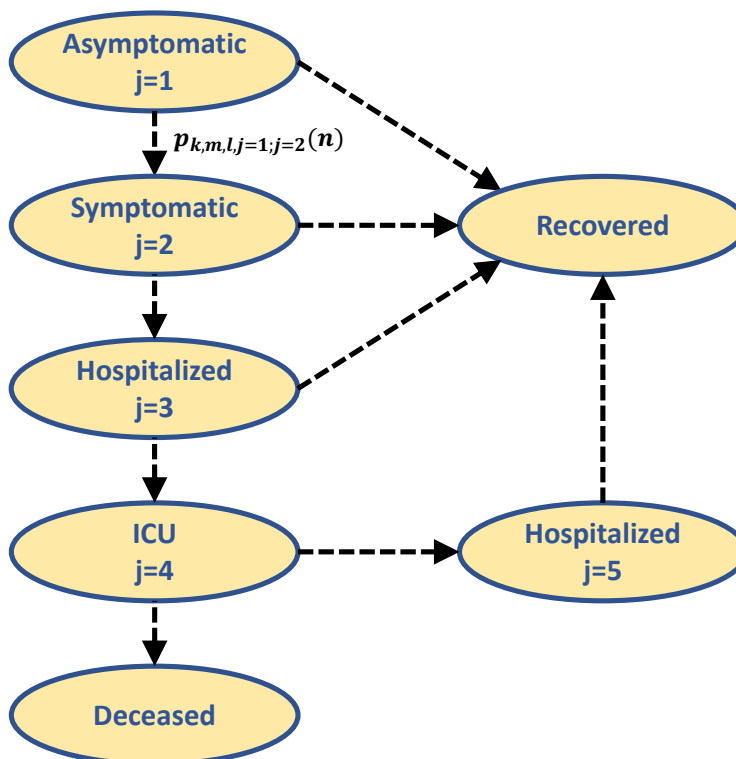 Asymptomatic
j=1
p_{k,m,l,j=1;j=2}(n)
Symptomatic
j=2
Recovered
Hospitalized
j=3
ICU
j=4
Hospitalized
j=5
Deceased